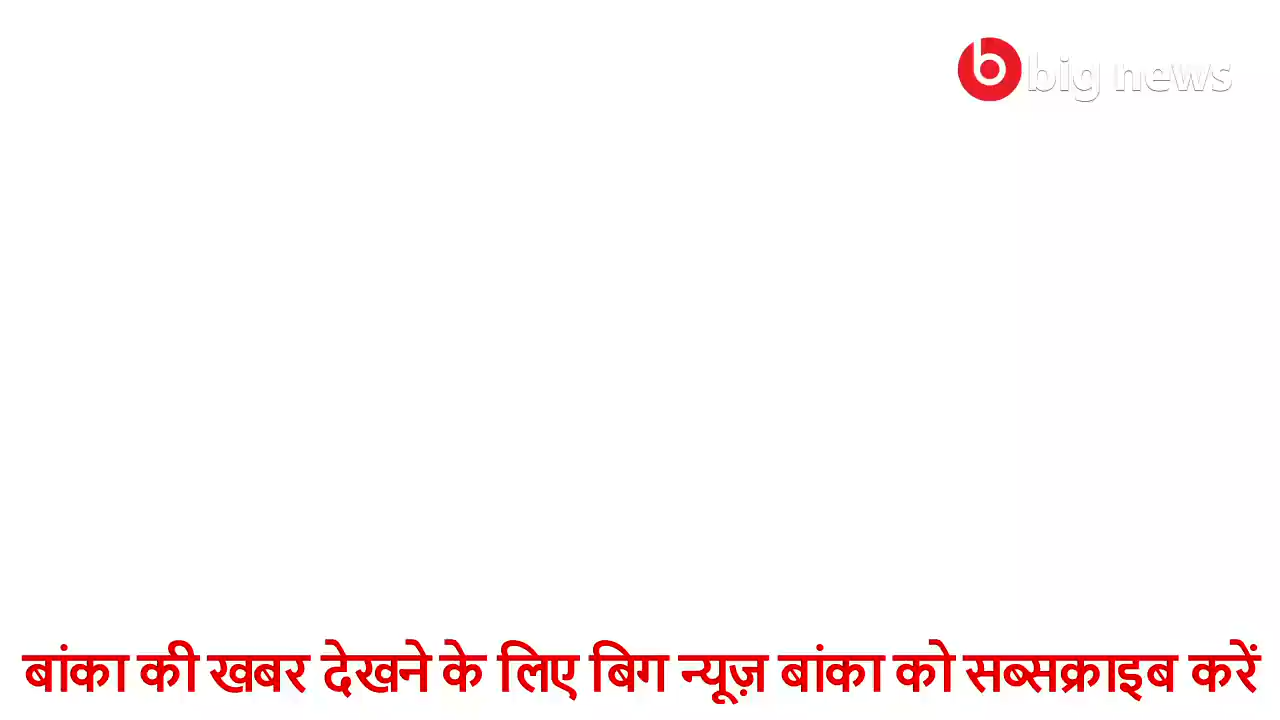 big news
बांका की खबर देखने के लिए बिग न्यूज़ बांका को सब्सक्राइब करें